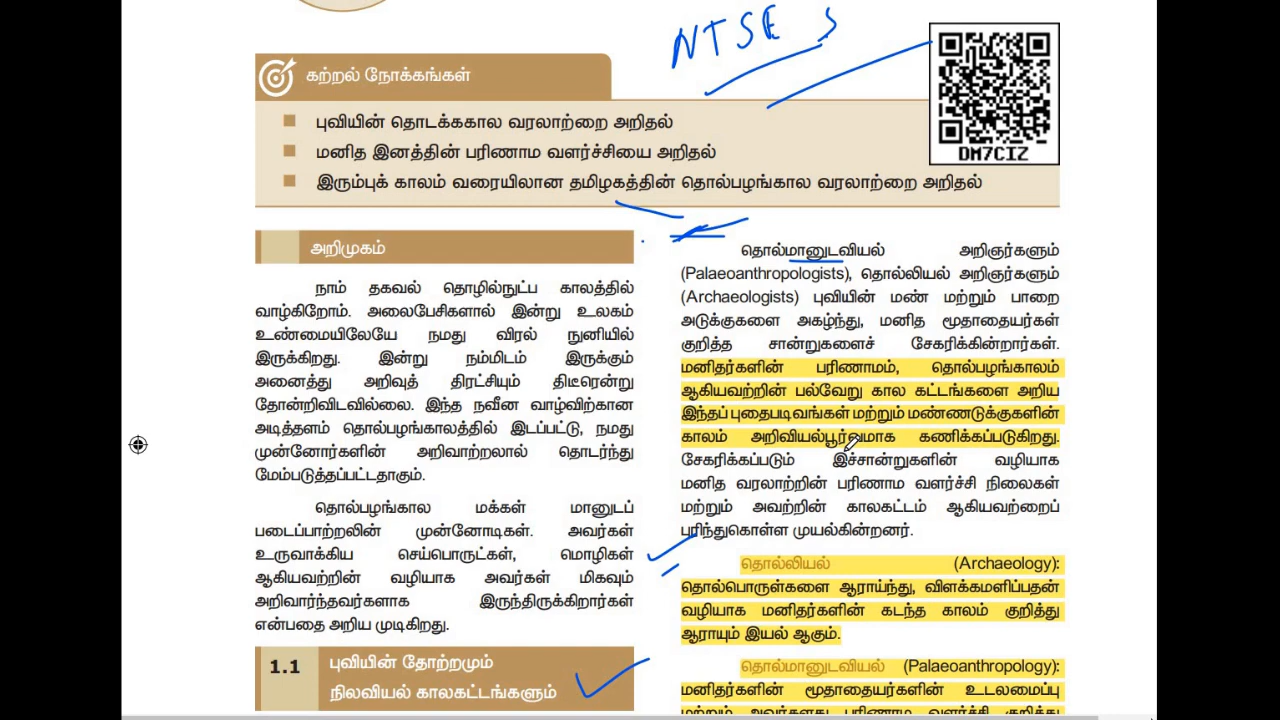 NTSE
கற்றல் நோக்கங்கள்
புவியின் தொடக்ககால வரலாற்றை அறிதல்
மனித இனத்தின் பரிணாம வளர்ச்சியை அறிதல்
இரும்புக் காலம் வரையிலான தமிழகத்தின் தொல்பழங்கால வரலாற்றை அறிதல்
DM7CIZ
அறிமுகம்
நாம் தகவல் தொழில்நுட்ப காலத்தில்
வாழ்கிறோம். அலைபேசிகளால் இன்று உலகம்
உண்மையிலேயே நமது விரல் நுனியில்
இருக்கிறது. இன்று நம்மிடம் இருக்கும்
அனைத்து அறிவுத் திரட்சியும் திடீரென்று
தோன்றிவிடவில்லை. இந்த நவீன வாழ்விற்கான
அடித்தளம் தொல்பழங்காலத்தில் இடப்பட்டு, நமது
முன்னோர்களின் அறிவாற்றலால் தொடர்ந்து
மேம்படுத்தப்பட்டதாகும்.
தொல்பழங்கால மக்கள் மானுடப்
படைப்பாற்றலின் முன்னோடிகள். அவர்கள்
உருவாக்கிய செய்பொருட்கள், மொழிகள்
ஆகியவற்றின் வழியாக அவர்கள் மிகவும்
அறிவார்ந்தவர்களாக இருந்திருக்கிறார்கள்
என்பதை அறிய முடிகிறது.
1.1 புவியின் தோற்றமும்
நிலவியல் காலகட்டங்களும்
தொல்மானுடவியல் அறிஞர்களும்
(Palaeoanthropologists), தொல்லியல் அறிஞர்களும்
(Archaeologists) புவியின் மண் மற்றும் பாறை
அடுக்குகளை அகழ்ந்து, மனித மூதாதையர்கள்
குறித்த சான்றுகளைச் சேகரிக்கின்றார்கள்.
மனிதர்களின் பரிணாமம், தொல்பழங்காலம்
ஆகியவற்றின் பல்வேறு கால கட்டங்களை அறிய
இந்தப் புதைபடிவங்கள் மற்றும் மண்ணடுக்குகளின்
காலம் அறிவியல்பூர்வமாக கணிக்கப்படுகிறது.
சேகரிக்கப்படும் இச்சான்றுகளின் வழியாக
மனித வரலாற்றின் பரிணாம வளர்ச்சி நிலைகள்
மற்றும் அவற்றின் காலகட்டம் ஆகியவற்றைப்
புரிந்துகொள்ள முயல்கின்றனர்.
தொல்லியல் (Archaeology):
தொல்பொருள்களை ஆராய்ந்து, விளக்கமளிப்பதன்
வழியாக மனிதர்களின் கடந்த காலம் குறித்து
ஆராயும் இயல் ஆகும்.
தொல்மானுடவியல் (Palaeoanthropology):
மனிதர்களின் மூதாதையர்களின் உடலமைப்பு
மற்றும் அவர்களது பரிணாம வளர்ச்சி குறித்து